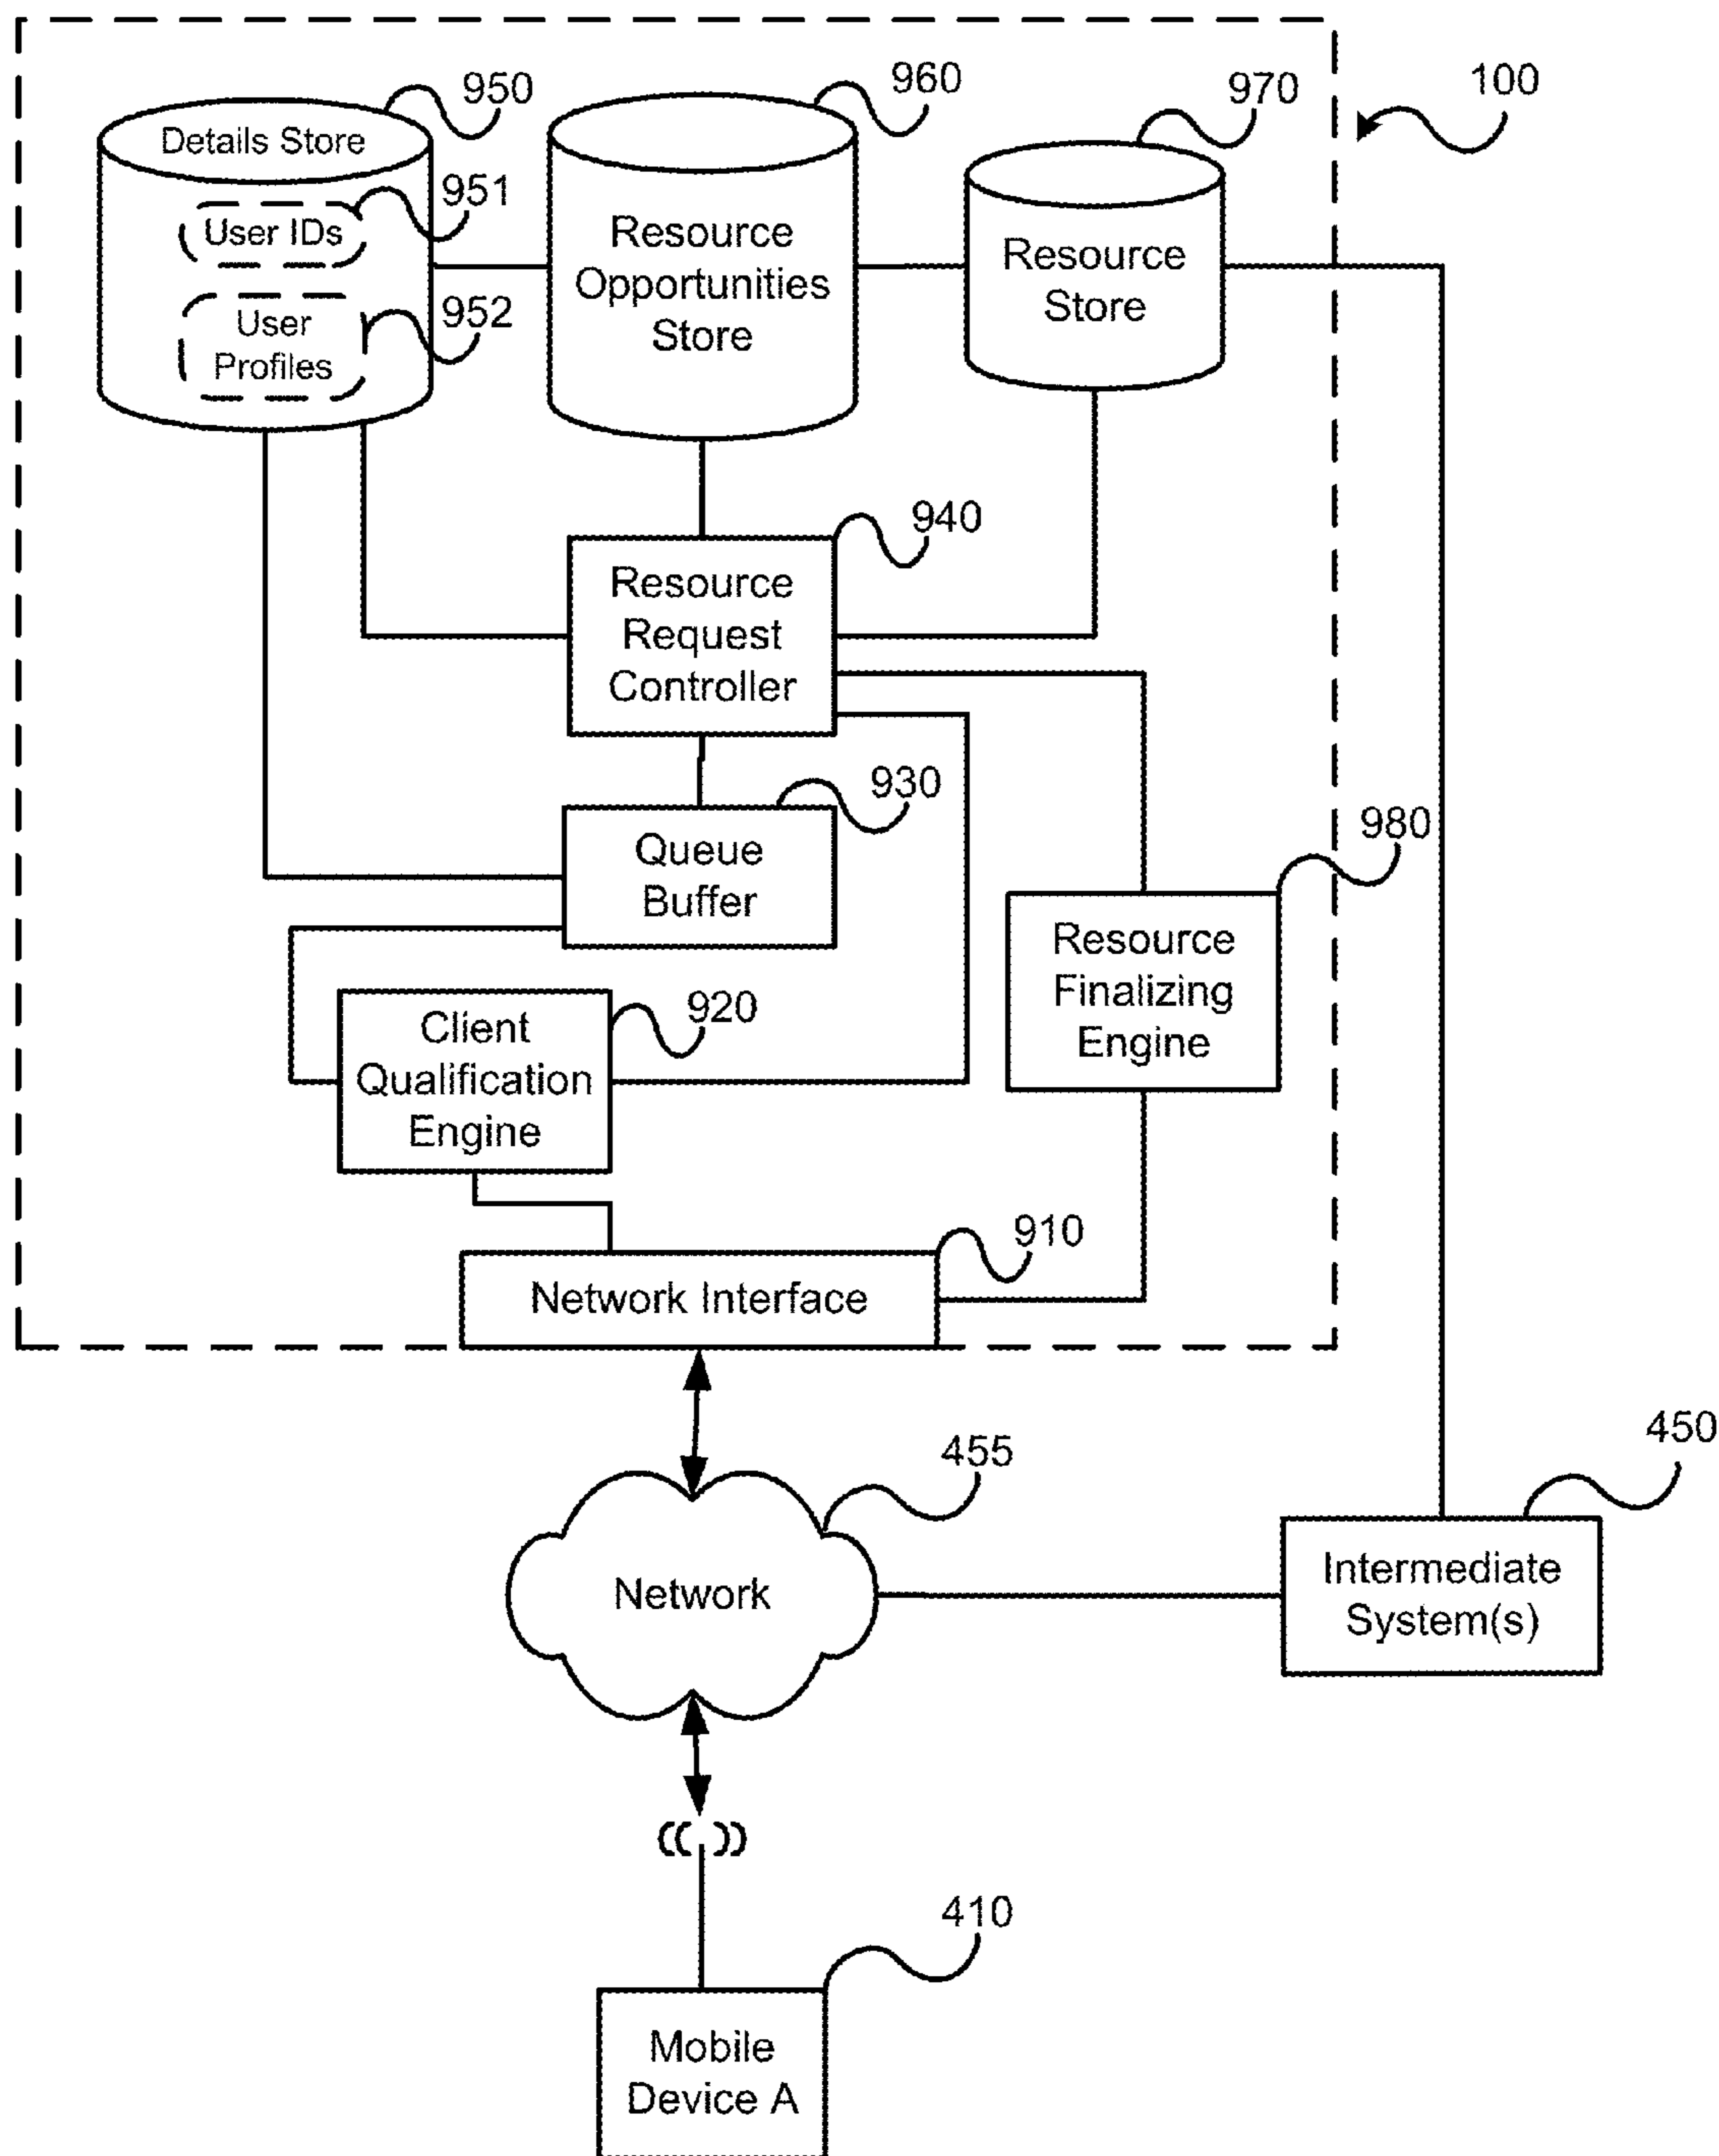 950
960
970
100
Details Store
951
User IDs
952
User
Profiles
Resource
Opportunities
Store
Resource
Store
940
Resource
Request
Controller
930
Queue
Buffer
980
Resource
Finalizing
Engine
920
Client
Qualification
Engine
910
Network Interface
455
Network
450
Intermediate
System(s)
410
Mobile
Device A